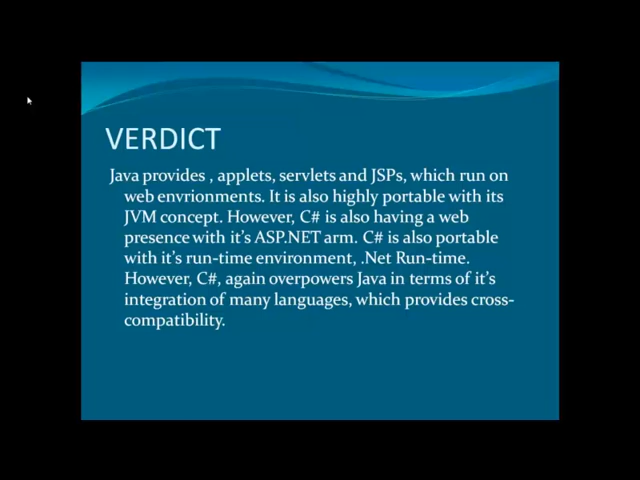 VERDICT
Java provides , applets, servlets and JSPs, which run on
web envrionments. It is also highly portable with its
JVM concept. However, C# is also having a web
presence with it's ASP.NET arm. C# is also portable
with it's run-time environment, .Net Run-time.
However, C#, again overpowers Java in terms of it's
integration of many languages, which provides cross-
compatibility.